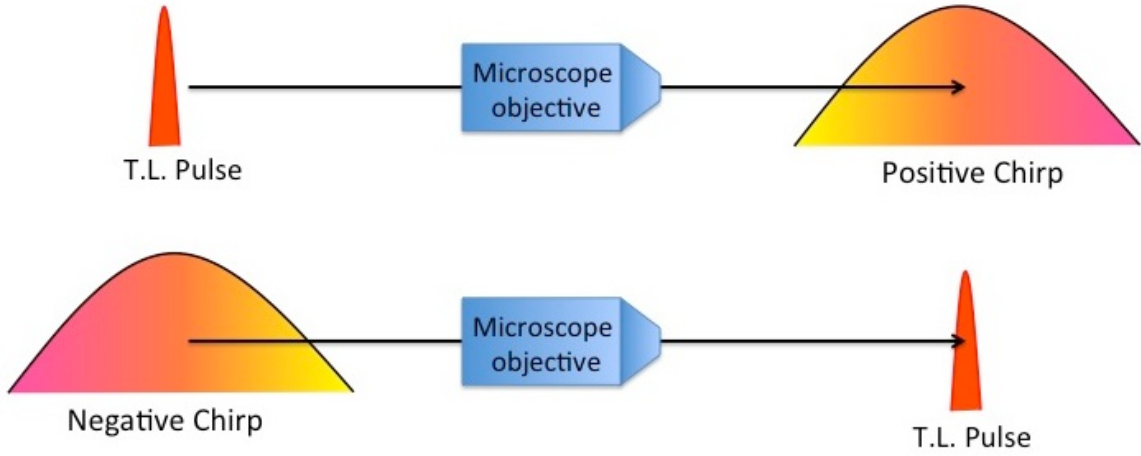 Microscope
objective
T.L. Pulse
Positive Chirp
Microscope
objective
Negative Chirp
T.L. Pulse